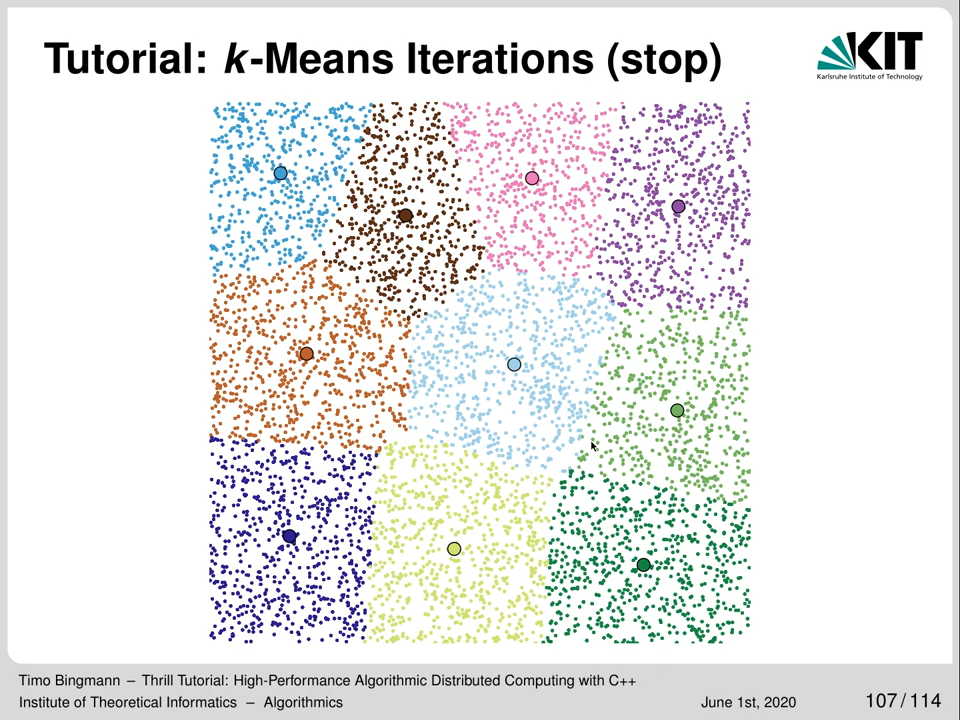 Tutorial: k-Means Iterations (stop)
KIT
Karlsruhe Institute of Technology
Timo Bingmann – Thrill Tutorial: High-Performance Algorithmic Distributed Computing with C++
Institute of Theoretical Informatics – Algorithmics
June 1st, 2020
107 / 114